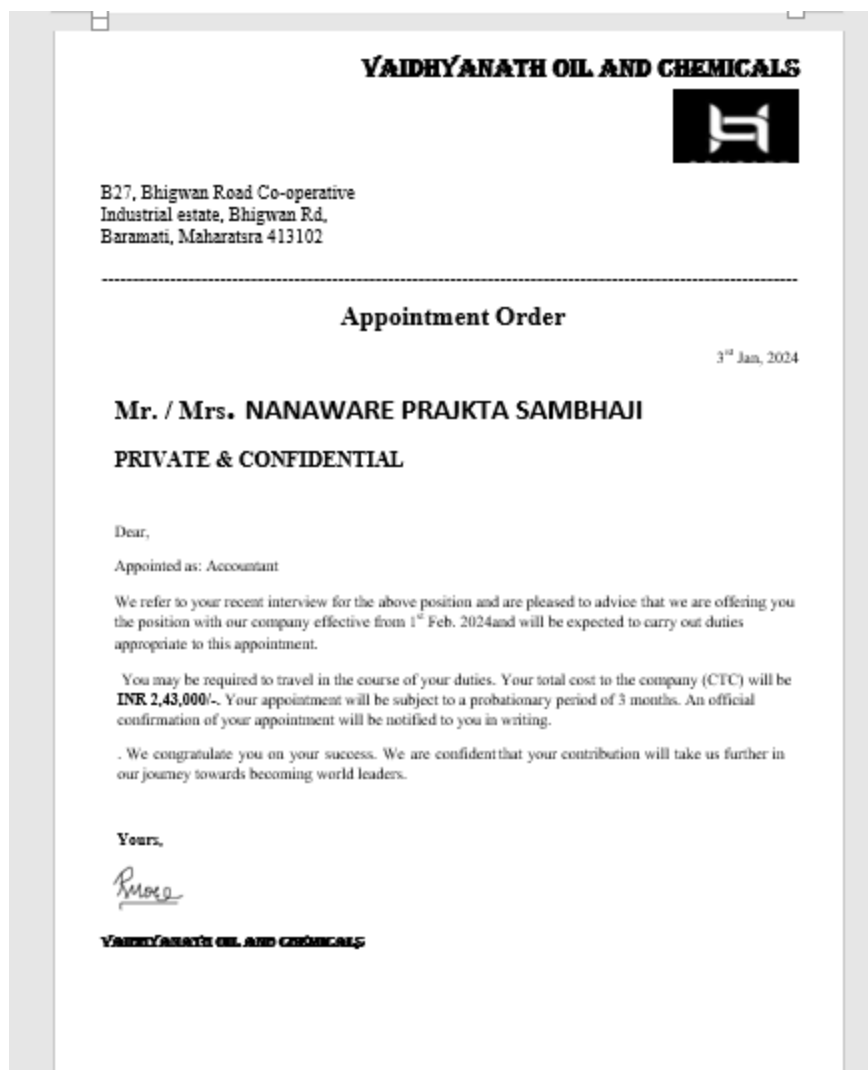 VAIDHYANATH OIL AND CHEMICALS
B27, Bhigwan Road Co-operative
Industrial estate, Bhigwan Rd,
Baramati, Maharatsra 413102
--------------------------------------------------------------------------------
Appointment Order
3rd Jan, 2024
Mr. / Mrs. NANAWARE PRAJKTA SAMBHAJI
PRIVATE & CONFIDENTIAL
Dear,
Appointed as: Accountant
We refer to your recent interview for the above position and are pleased to advice that we are offering you
the position with our company effective from 1st Feb. 2024and will be expected to carry out duties
appropriate to this appointment.
You may be required to travel in the course of your duties. Your total cost to the company (CTC) will be
INR 2,43,000/-. Your appointment will be subject to a probationary period of 3 months. An official
confirmation of your appointment will be notified to you in writing.
. We congratulate you on your success. We are confident that your contribution will take us further in
our journey towards becoming world leaders.
Yours,
VAIDHYANATH OIL AND CHEMICALS